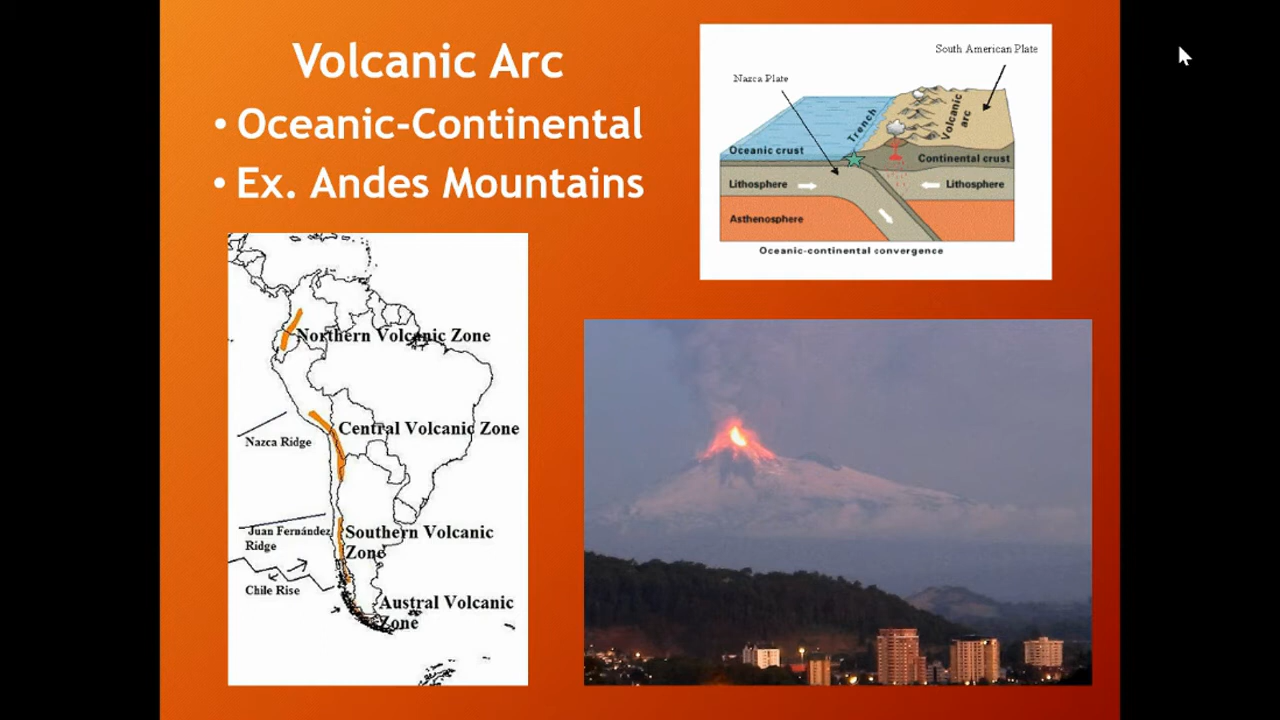 Volcanic Arc
• Oceanic-Continental
• Ex. Andes Mountains
South American Plate
Nazca Plate
Trench
Volcanic
arc
Oceanic crust
Continental crust
Lithosphere
Lithosphere
Asthenosphere
Oceanic-continental convergence
Northern Volcanic Zone
Central Volcanic Zone
Nazca Ridge
Juan Fernández
Ridge
Southern Volcanic
Zone
Chile Rise
Austral Volcanic
Zone